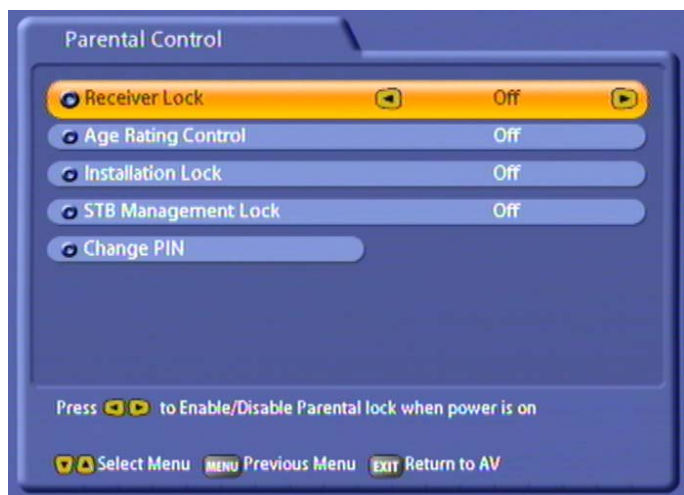 Parental Control
Receiver Lock Off
Age Rating Control Off
Installation Lock Off
STB Management Lock Off
Change PIN
Press to Enable/Disable Parental lock when power is on
Select Menu MENU Previous Menu EXIT Return to AV